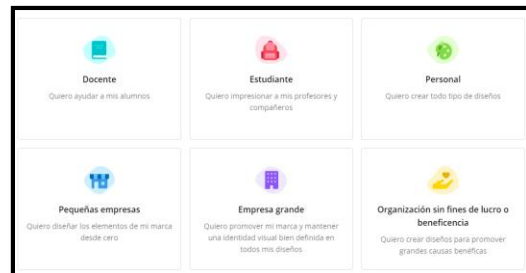 Docente
Quiero ayudar a mis alumnos
Estudiante
Quiero impresionar a mis profesores y
compañeros
Personal
Quiero crear todo tipo de diseños
Pequeñas empresas
Quiero diseñar los elementos de mi marca
desde cero
Empresa grande
Quiero promover mi marca y mantener
una identidad visual bien definida en
todos mis diseños
Organización sin fines de lucro o
beneficencia
Quiero crear diseños para promover
grandes causas benéficas